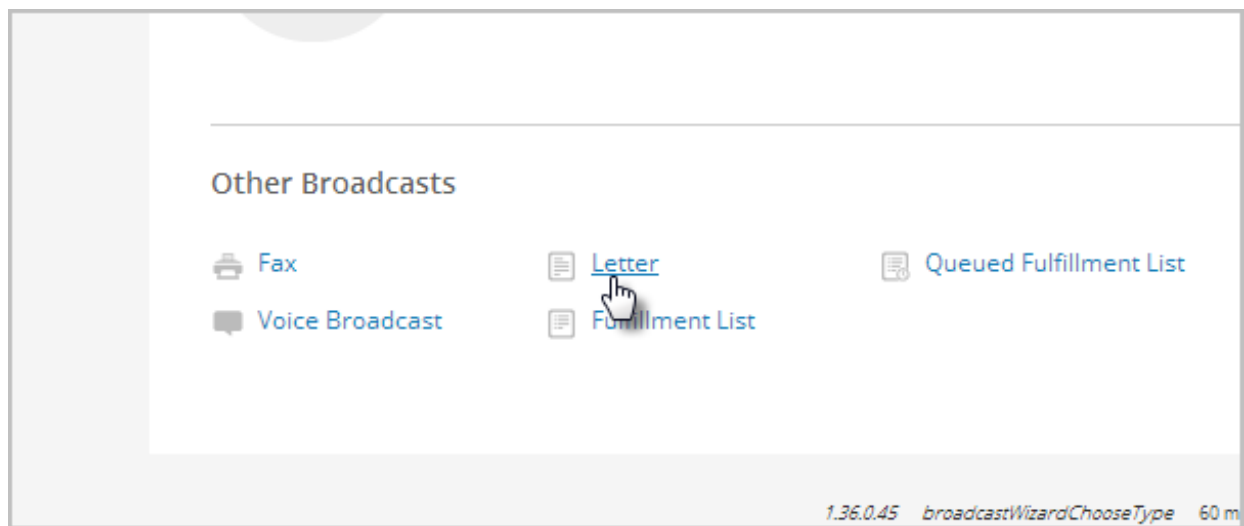 Other Broadcasts
Fax Letter Queued Fulfillment List
Voice Broadcast Fulfillment List
1.36.0.45 broadcastWizardChooseType 60 m